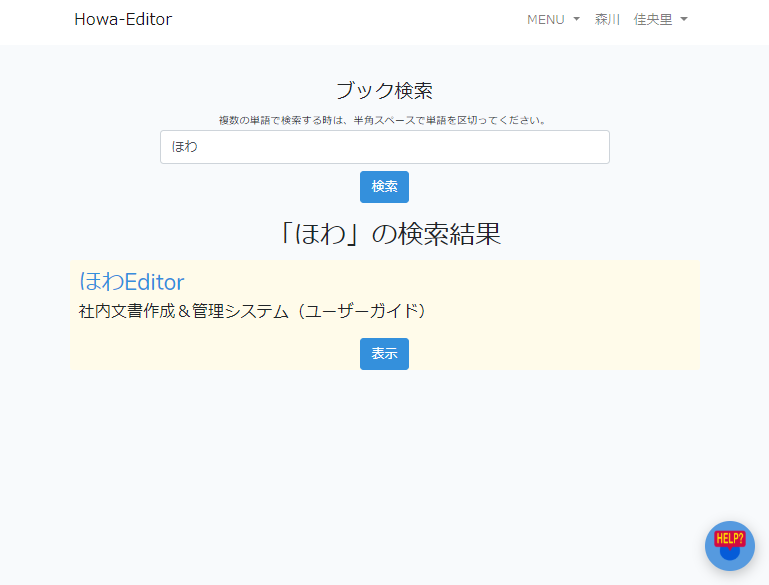 Howa-Editor
MENU 森川 佳央里
ブック検索
複数の単語で検索する時は、半角スペースで単語を区切ってください。
ほわ
検索
「ほわ」の検索結果
ほわEditor
社内文書作成＆管理システム（ユーザーガイド）
表示
HELP?